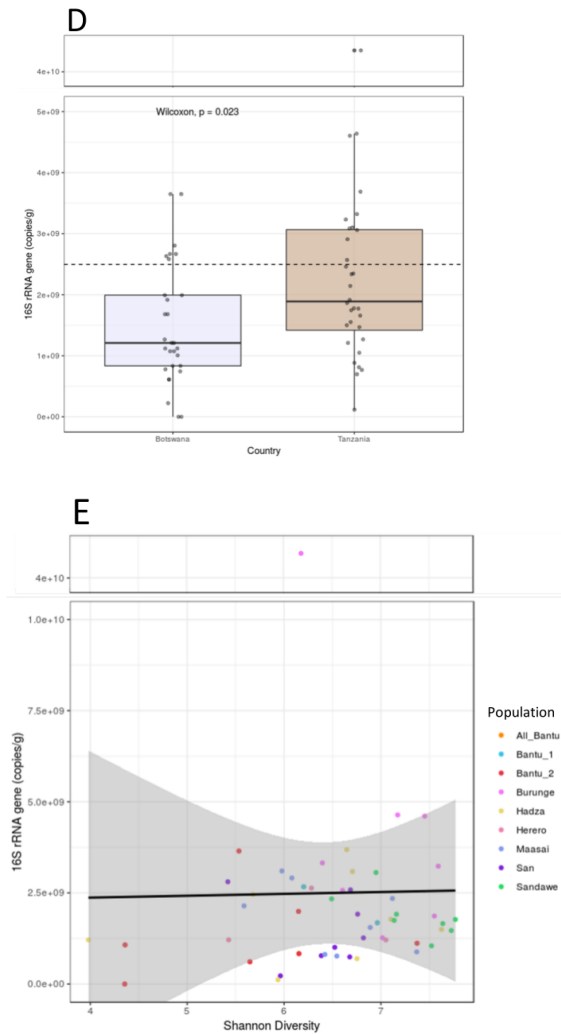 D
4e+10
5e+09
Wilcoxon, p = 0.023
4e+09
3e+09
2e+09
1e+09
0e+00
16S rRNA gene (copies/g)
Botswana
Tanzania
Country
E
4e+10
1.0e+10
7.5e+09
5.0e+09
2.5e+09
0.0e+00
16S rRNA gene (copies/g)
4
5
6
7
Shannon Diversity
Population
All_Bantu
Bantu_1
Bantu_2
Burunge
Hadza
Herero
Maasai
San
Sandawe